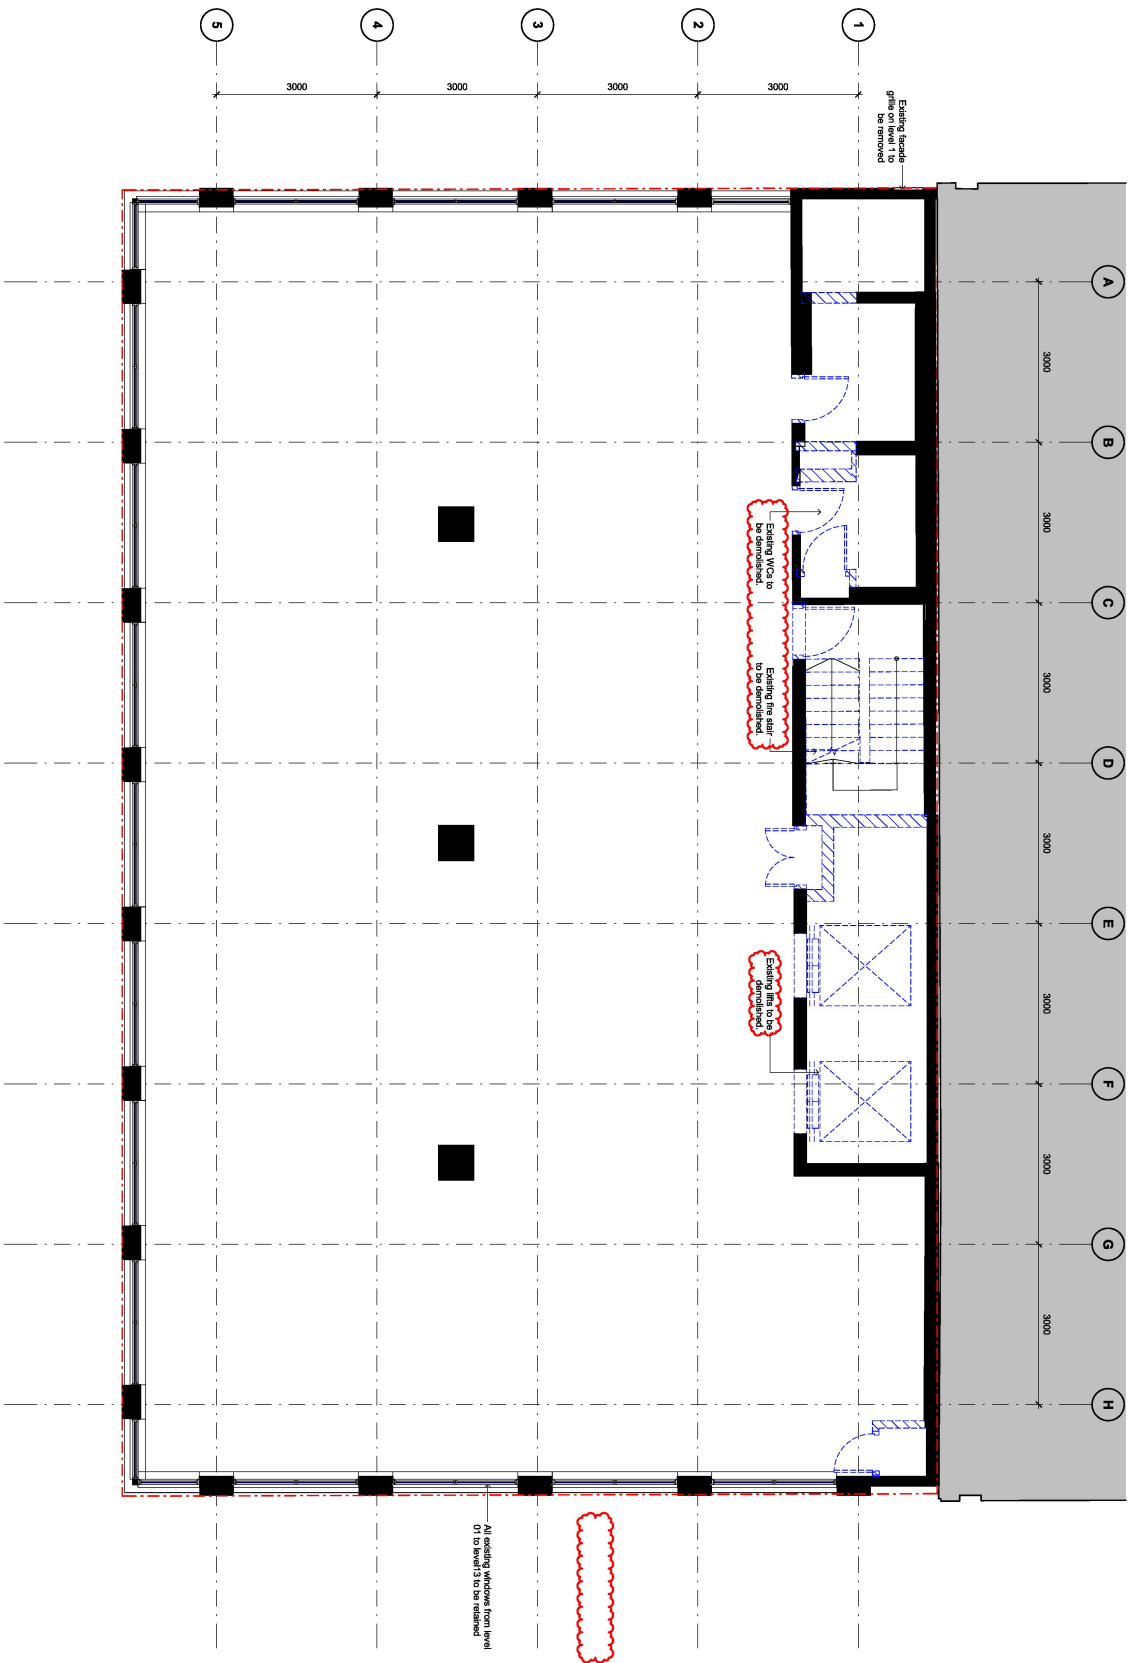 A
B
C
D
E
F
G
H
3000
3000
3000
3000
3000
3000
3000
1
2
3
4
5
3000
3000
3000
3000
Existing facade
grille on level 1 to
be removed
Existing WCs to
be demolished.
Existing fire stair
to be demolished.
Existing lifts to be
demolished.
All existing windows from level
01 to level13 to be retained